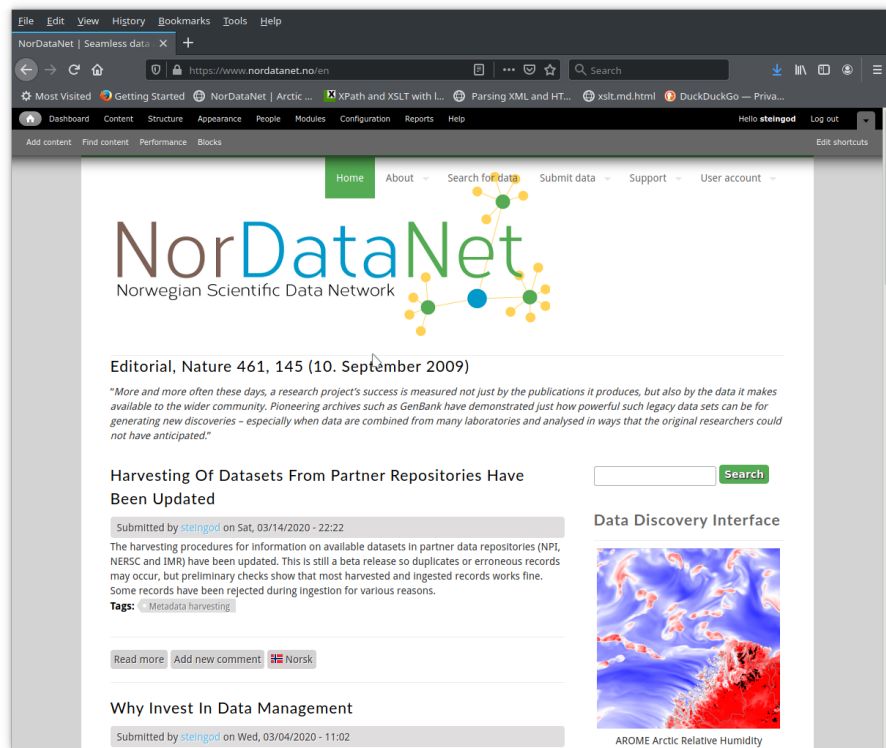 File Edit View History Bookmarks Tools Help
NorDataNet | Seamless data
https://www.nordatanet.no/en
Search
Most Visited Getting Started NorDataNet | Arctic ... XPath and XSLT with l... Parsing XML and HT... xslt.md.html DuckDuckGo — Priva...
Dashboard Content Structure Appearance People Modules Configuration Reports Help Hello steingod Log out
Add content Find content Performance Blocks Edit shortcuts
Home About Search for data Submit data Support User account
NorDataNet
Norwegian Scientific Data Network
Editorial, Nature 461, 145 (10. September 2009)
"More and more often these days, a research project's success is measured not just by the publications it produces, but also by the data it makes
available to the wider community. Pioneering archives such as GenBank have demonstrated just how powerful such legacy data sets can be for
generating new discoveries – especially when data are combined from many laboratories and analysed in ways that the original researchers could
not have anticipated."
Harvesting Of Datasets From Partner Repositories Have
Been Updated
Submitted by steingod on Sat, 03/14/2020 - 22:22
The harvesting procedures for information on available datasets in partner data repositories (NPI,
NERSC and IMR) have been updated. This is still a beta release so duplicates or erroneous records
may occur, but preliminary checks show that most harvested and ingested records works fine.
Some records have been rejected during ingestion for various reasons.
Tags: Metadata harvesting
Read more Add new comment Norsk
Why Invest In Data Management
Submitted by steingod on Wed, 03/04/2020 - 11:02
Search
Data Discovery Interface
AROME Arctic Relative Humidity